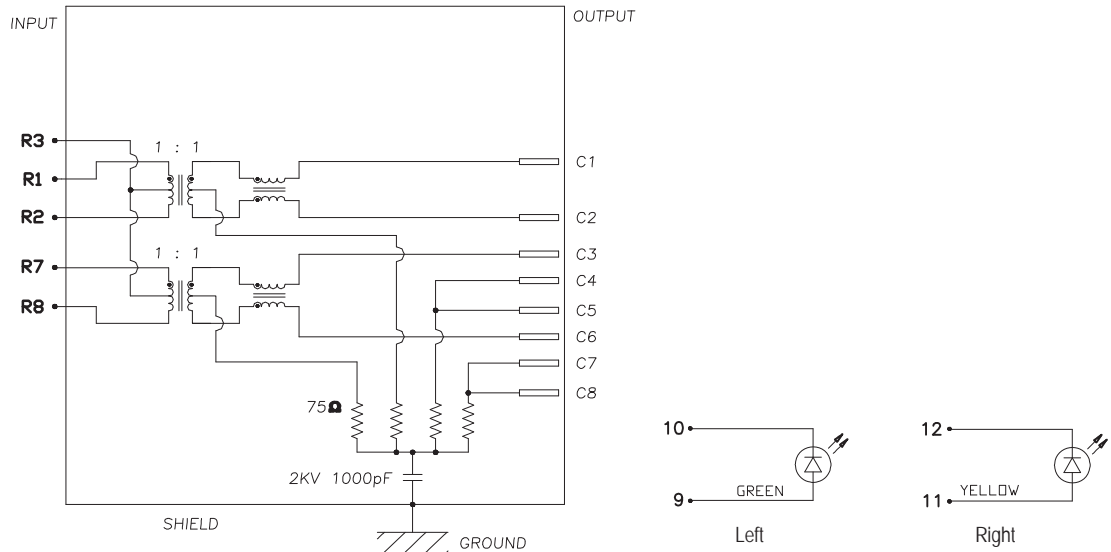 INPUT
OUTPUT
R3
1 : 1
R1
R2
1 : 1
R7
R8
C1
C2
C3
C4
C5
C6
C7
C8
75Ω
2KV 1000pF
SHIELD
GROUND
10
9
GREEN
Left
12
11
YELLOW
Right